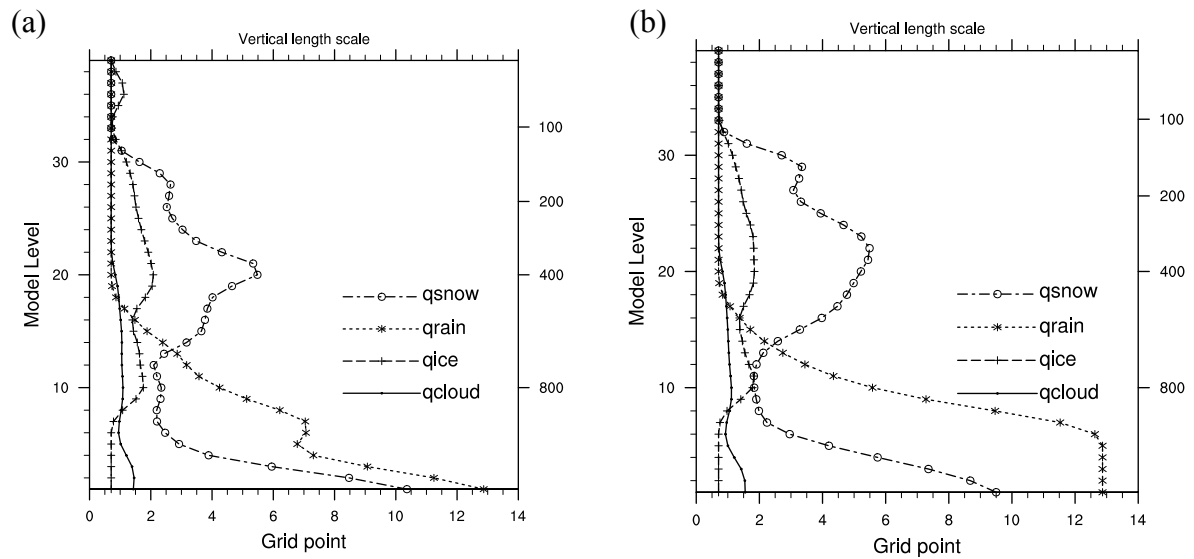 (a)
Vertical length scale
Model Level
30
20
10
100
200
400
800
qsnow
qrain
qice
qcloud
0 2 4 6 8 10 12 14
Grid point
(b)
Vertical length scale
Model Level
30
20
10
100
200
400
800
qsnow
qrain
qice
qcloud
0 2 4 6 8 10 12 14
Grid point